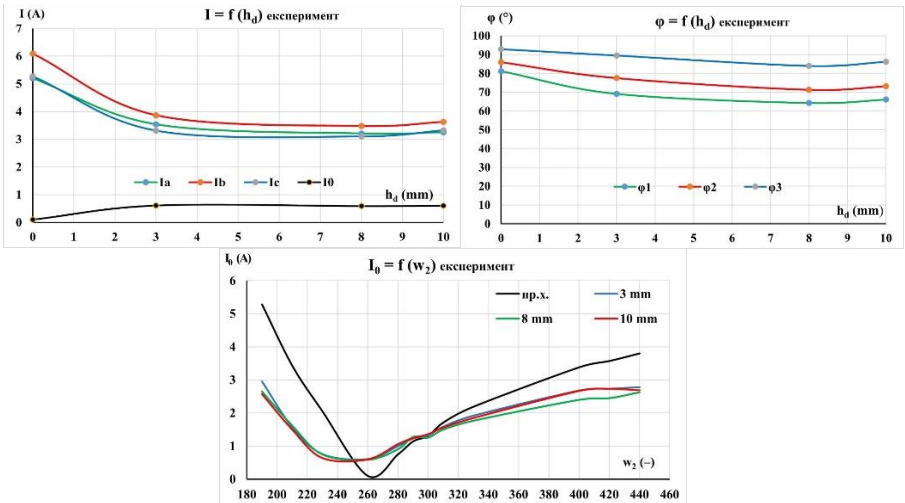 I (A)
I = f (hd) експеримент
7
6
5
4
3
2
1
0
Ia
Ib
Ic
I0
hd (mm)
0 1 2 3 4 5 6 7 8 9 10
φ (°)
φ = f (hd) експеримент
100
90
80
70
60
50
40
30
20
10
0
φ1
φ2
φ3
hd (mm)
0 1 2 3 4 5 6 7 8 9 10
I0 (A)
I0 = f (w2) експеримент
6
5
4
3
2
1
0
пр.х.
3 mm
8 mm
10 mm
w2 (–)
180 200 220 240 260 280 300 320 340 360 380 400 420 440 460